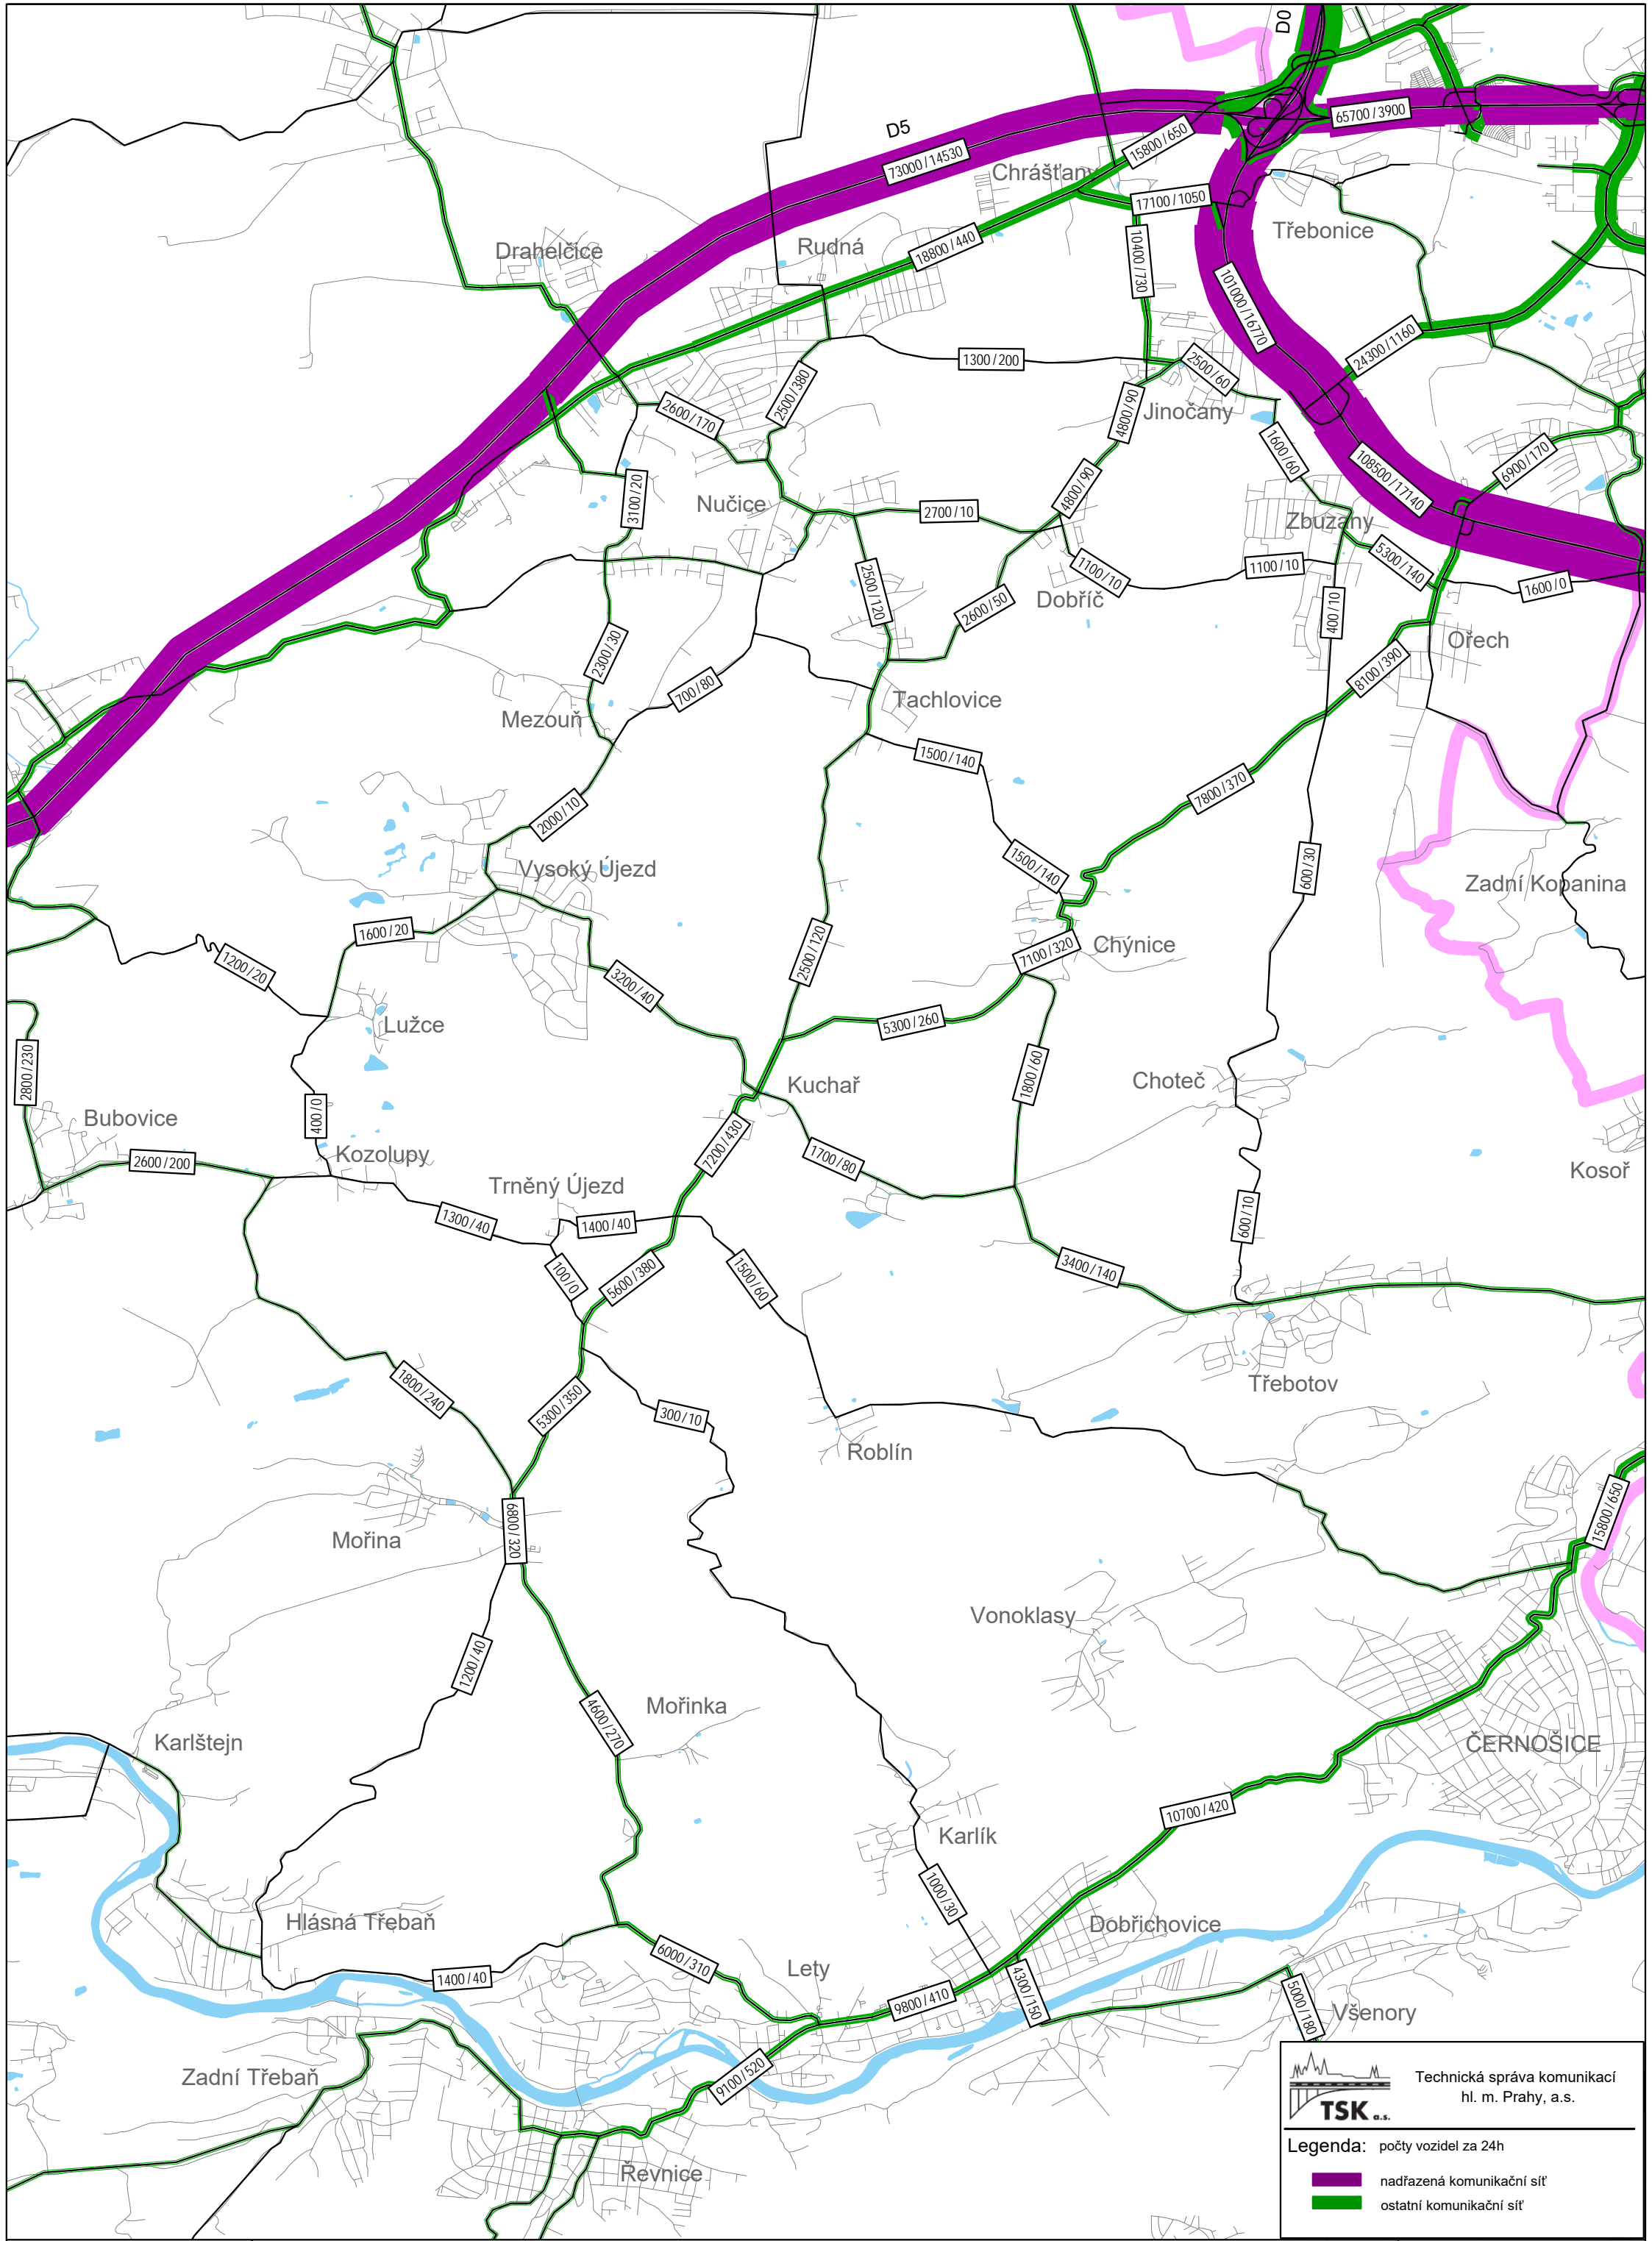 D0
D5
65700 / 3900
15800 / 650
73000 / 14530
Chrášťany
17100 / 1050
Třebonice
Drahelčice
Rudná
18800 / 440
10400 / 730
101000 / 16770
24300 / 1160
1300 / 200
2500 / 60
2500 / 380
2600 / 170
4800 / 90
Jinočany
1600 / 60
108500 / 17140
6900 / 170
3100 / 20
Nučice
4800 / 90
2700 / 10
Zbuzany
5300 / 140
1100 / 10
1100 / 10
1600 / 0
2500 / 120
2600 / 50
Dobříč
400 / 10
Ořech
2300 / 30
8100 / 390
700 / 80
Tachlovice
Mezouň
1500 / 140
7800 / 370
2000 / 10
Vysoký Újezd
1500 / 140
600 / 30
Zadní Kopanina
1600 / 20
1200 / 20
2500 / 120
7100 / 320
Chýnice
3200 / 40
Lužce
5300 / 260
2800 / 230
1800 / 60
Kuchař
Choteč
Bubovice
400 / 0
7200 / 430
2600 / 200
Kozolupy
1700 / 80
Kosoř
Trněný Újezd
1300 / 40
1400 / 40
600 / 10
100 / 0
5600 / 380
1500 / 60
3400 / 140
1800 / 240
5300 / 350
300 / 10
Třebotov
Roblín
15800 / 650
6800 / 320
Mořina
Vonoklasy
1200 / 40
4600 / 270
Mořinka
Karlštejn
ČERNOŠICE
10700 / 420
Karlík
1000 / 30
Hlásná Třebaň
Dobřichovice
6000 / 310
Lety
1400 / 40
9800 / 410
4300 / 150
5000 / 180
Všenory
Zadní Třebaň
9100 / 520
Řevnice
Technická správa komunikací
hl. m. Prahy, a.s.
TSK a.s.
Legenda: počty vozidel za 24h
nadřazená komunikační síť
ostatní komunikační síť